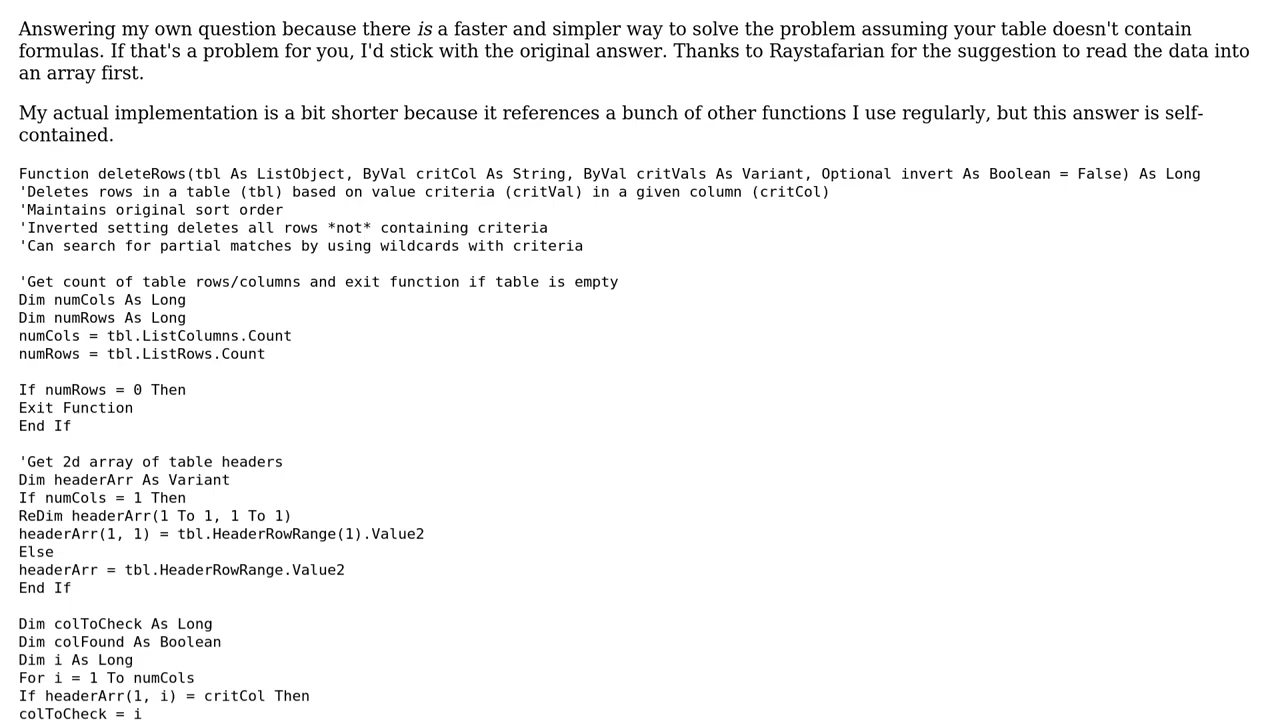 Answering my own question because there is a faster and simpler way to solve the problem assuming your table doesn't contain
formulas. If that's a problem for you, I'd stick with the original answer. Thanks to Raystafarian for the suggestion to read the data into
an array first.
My actual implementation is a bit shorter because it references a bunch of other functions I use regularly, but this answer is self-
contained.
Function deleteRows(tbl As ListObject, ByVal critCol As String, ByVal critVals As Variant, Optional invert As Boolean = False) As Long
'Deletes rows in a table (tbl) based on value criteria (critVal) in a given column (critCol)
'Maintains original sort order
'Inverted setting deletes all rows *not* containing criteria
'Can search for partial matches by using wildcards with criteria
'Get count of table rows/columns and exit function if table is empty
Dim numCols As Long
Dim numRows As Long
numCols = tbl.ListColumns.Count
numRows = tbl.ListRows.Count
If numRows = 0 Then
Exit Function
End If
'Get 2d array of table headers
Dim headerArr As Variant
If numCols = 1 Then
ReDim headerArr(1 To 1, 1 To 1)
headerArr(1, 1) = tbl.HeaderRowRange(1).Value2
Else
headerArr = tbl.HeaderRowRange.Value2
End If
Dim colToCheck As Long
Dim colFound As Boolean
Dim i As Long
For i = 1 To numCols
If headerArr(1, i) = critCol Then
colToCheck = i